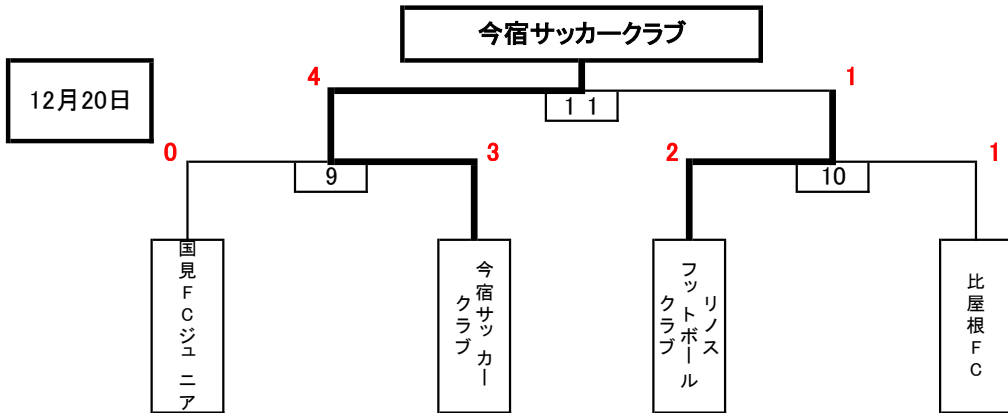 今宿サッカークラブ
12月20日
4
1
11
0
3
2
1
9
10
国見FCジュニア
今宿サッカー
クラブ
リノス
フットボール
クラブ
比屋根FC